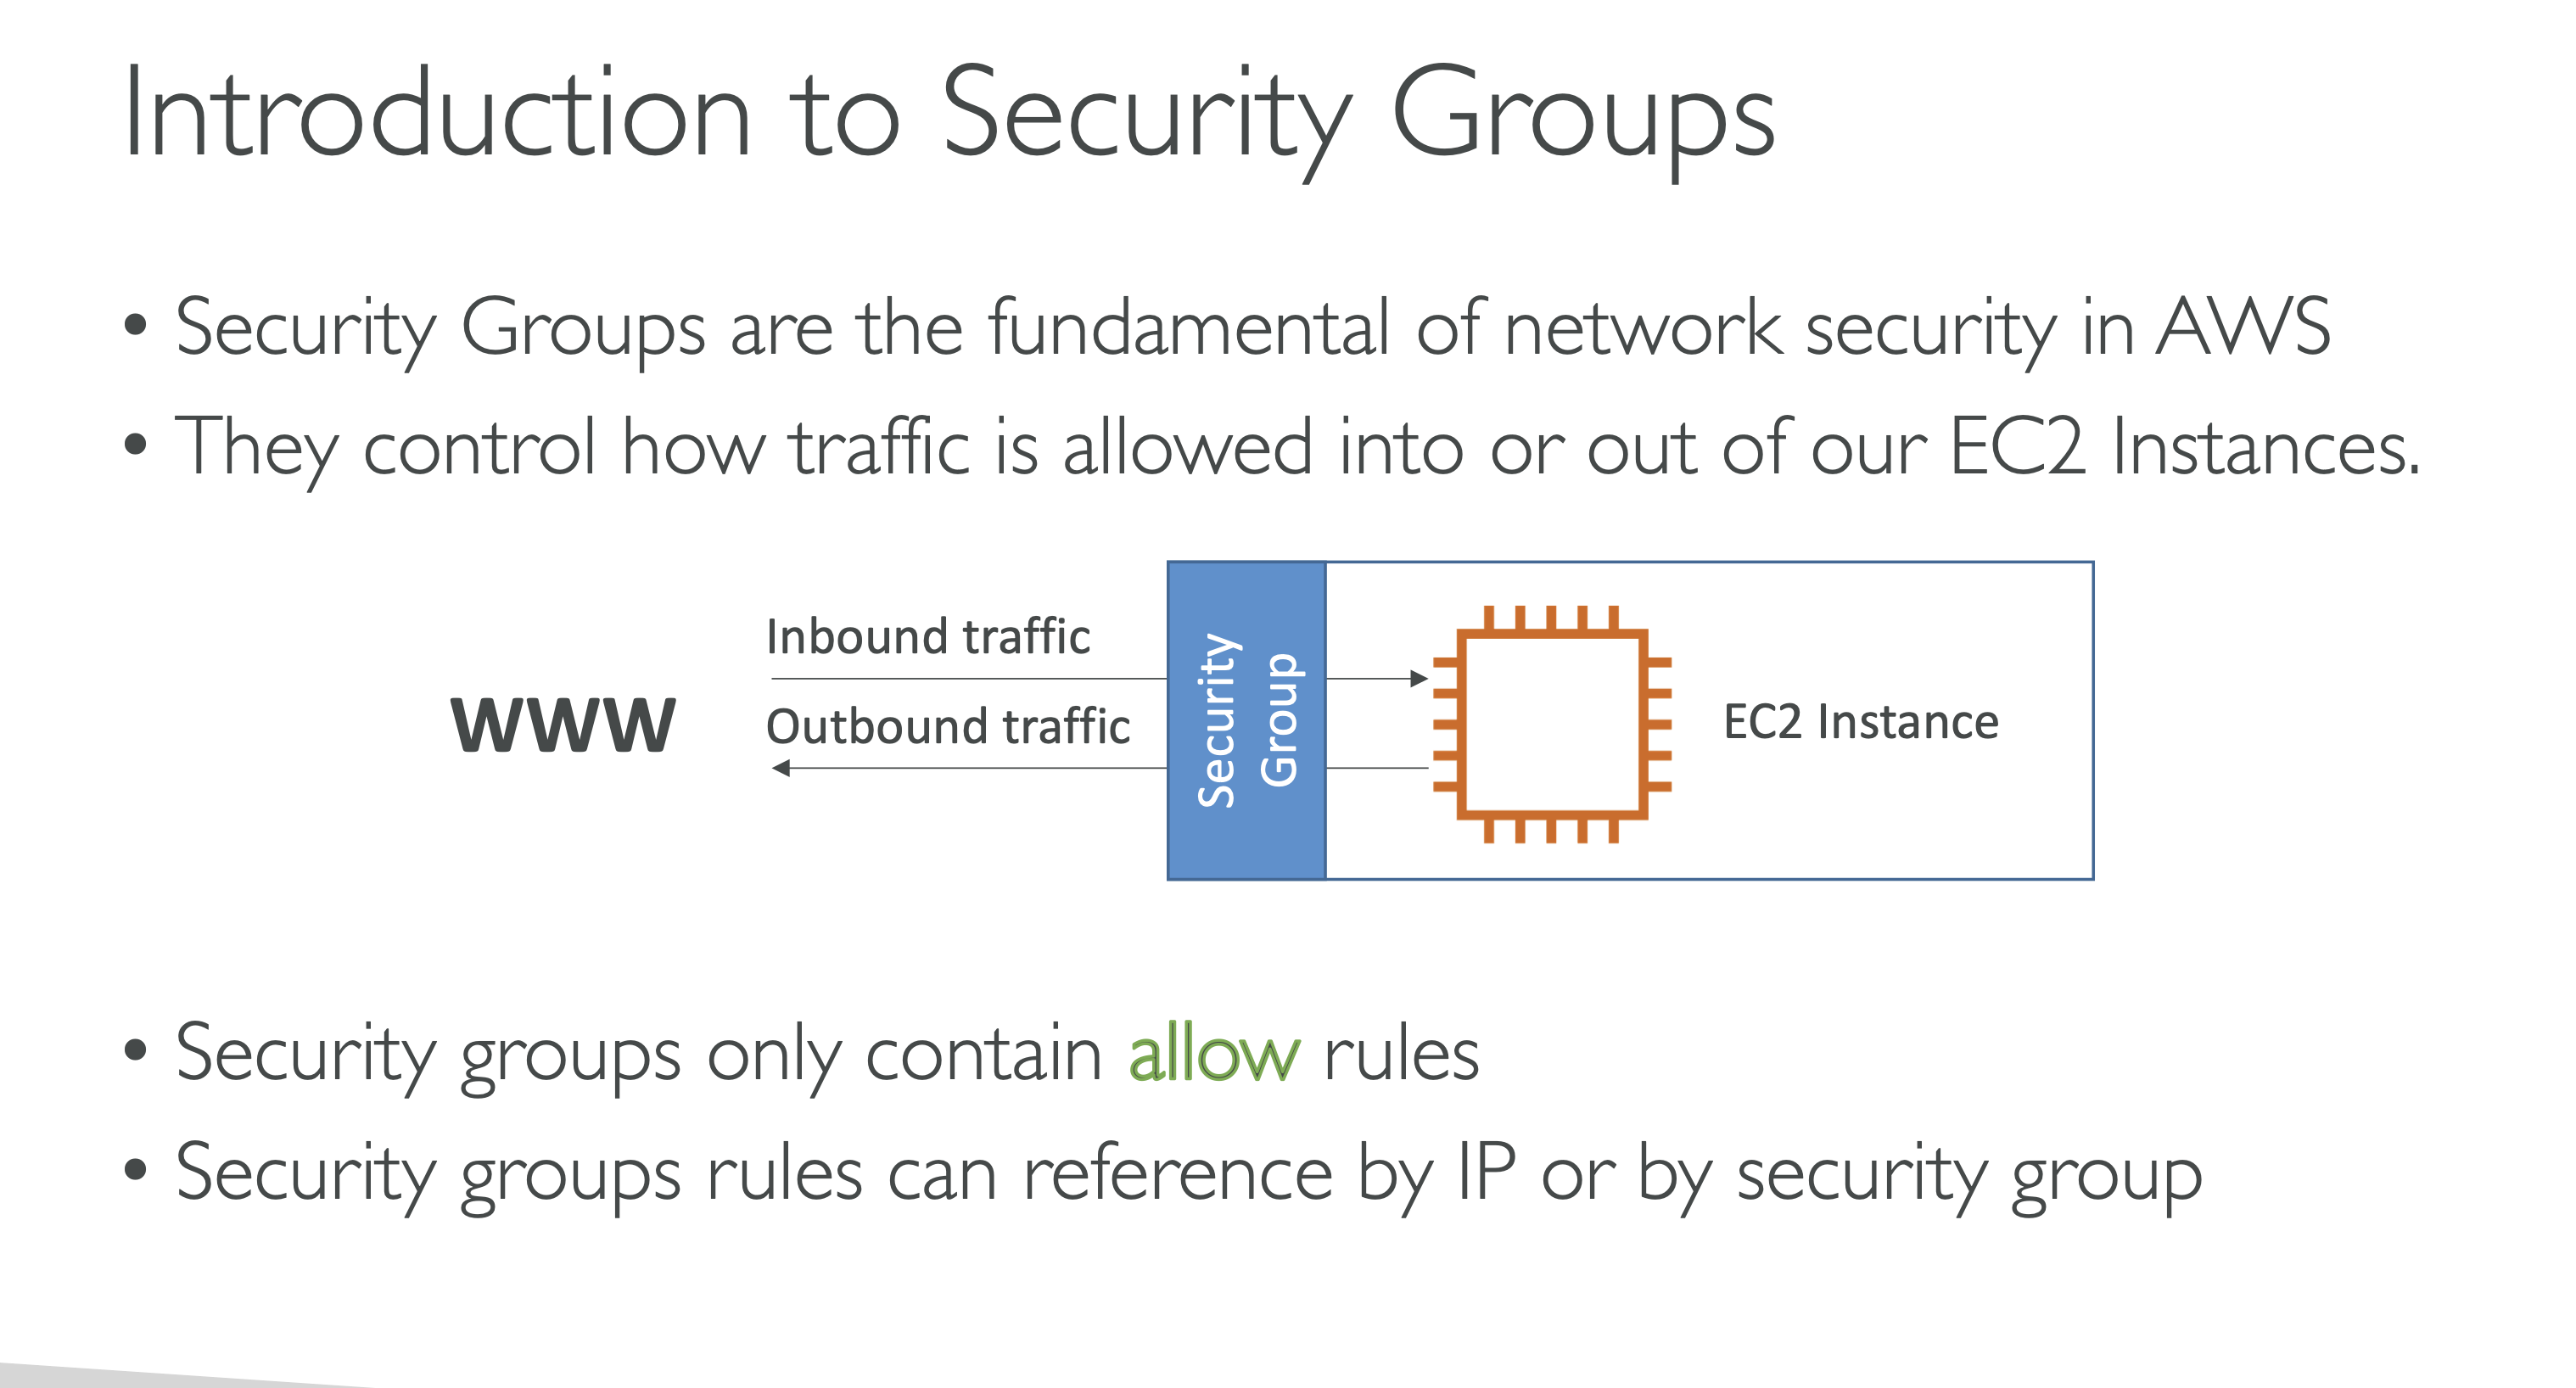 Introduction to Security Groups
• Security Groups are the fundamental of network security in AWS
• They control how traffic is allowed into or out of our EC2 Instances.
WWW
Inbound traffic
Outbound traffic
Security
Group
EC2 Instance
• Security groups only contain allow rules
• Security groups rules can reference by IP or by security group